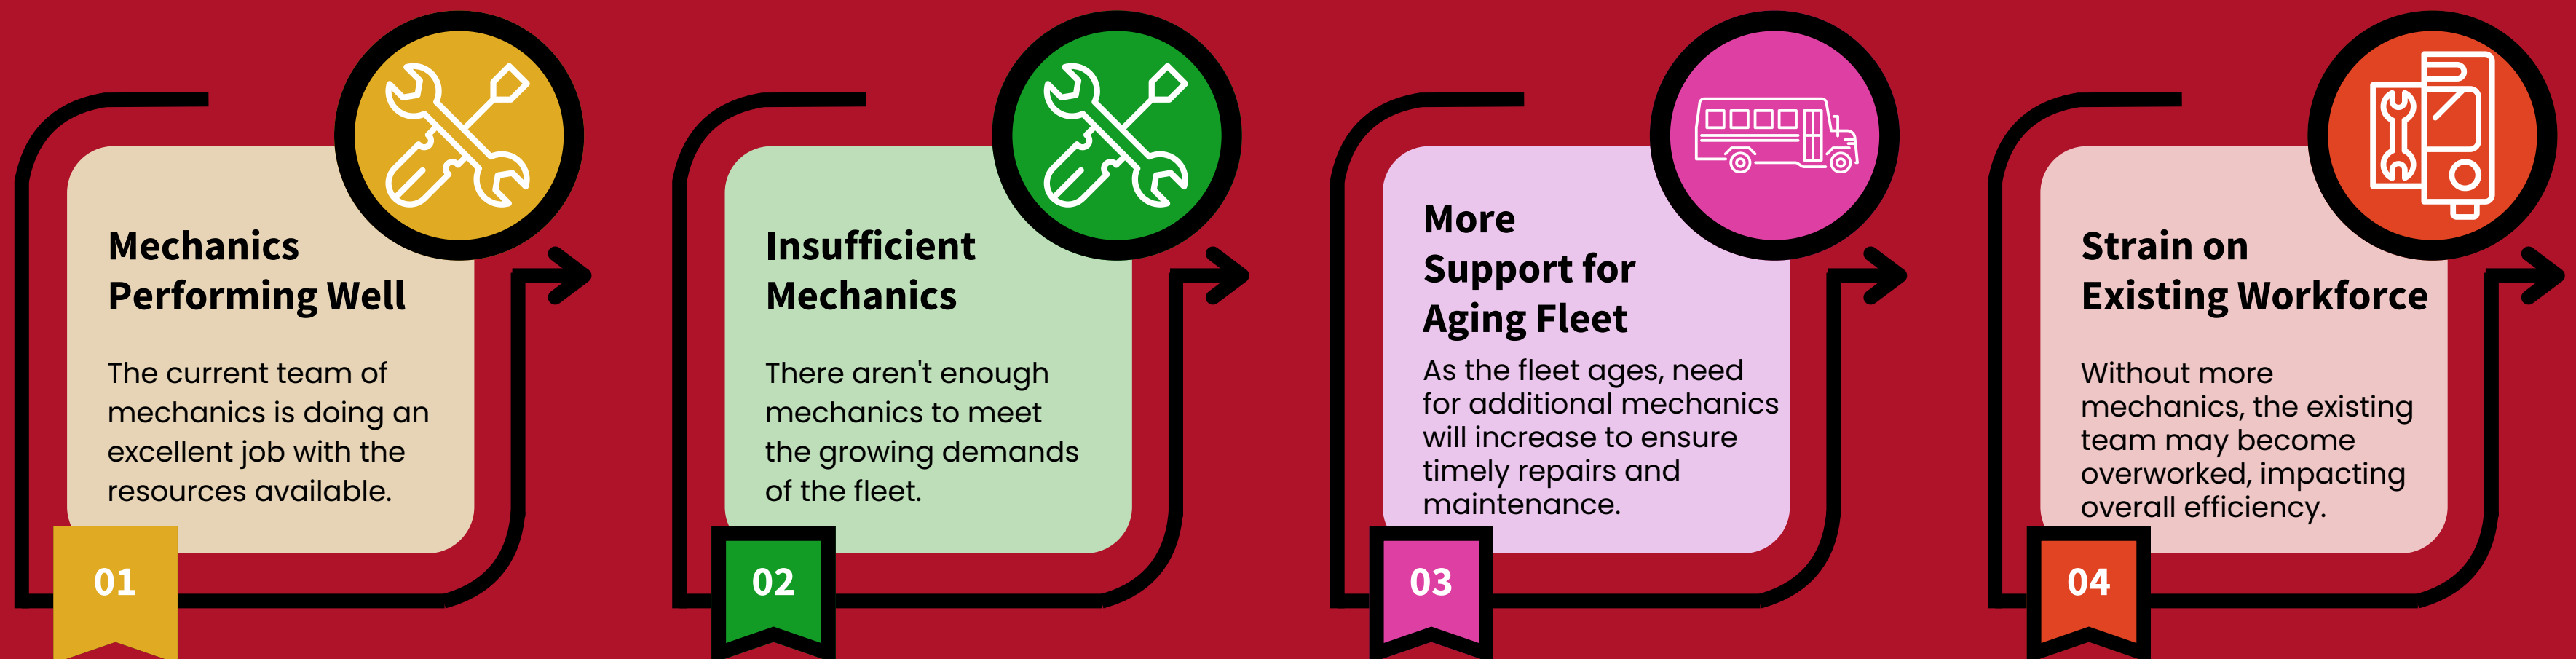 Mechanics
Performing Well
The current team of
mechanics is doing an
excellent job with the
resources available.
01
Insufficient
Mechanics
There aren't enough
mechanics to meet
the growing demands
of the fleet.
02
More
Support for
Aging Fleet
As the fleet ages, need
for additional mechanics
will increase to ensure
timely repairs and
maintenance.
03
Strain on
Existing Workforce
Without more
mechanics, the existing
team may become
overworked, impacting
overall efficiency.
04